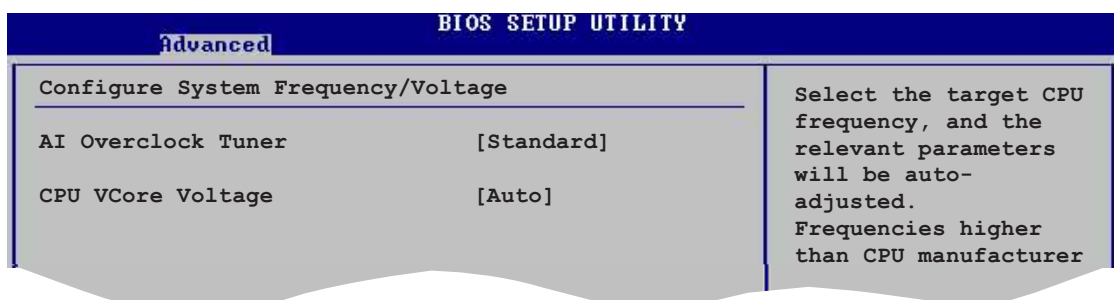 BIOS SETUP UTILITY
Advanced
Configure System Frequency/Voltage
AI Overclock Tuner [Standard]
CPU VCore Voltage [Auto]
Select the target CPU
frequency, and the
relevant parameters
will be auto-
adjusted.
Frequencies higher
than CPU manufacturer